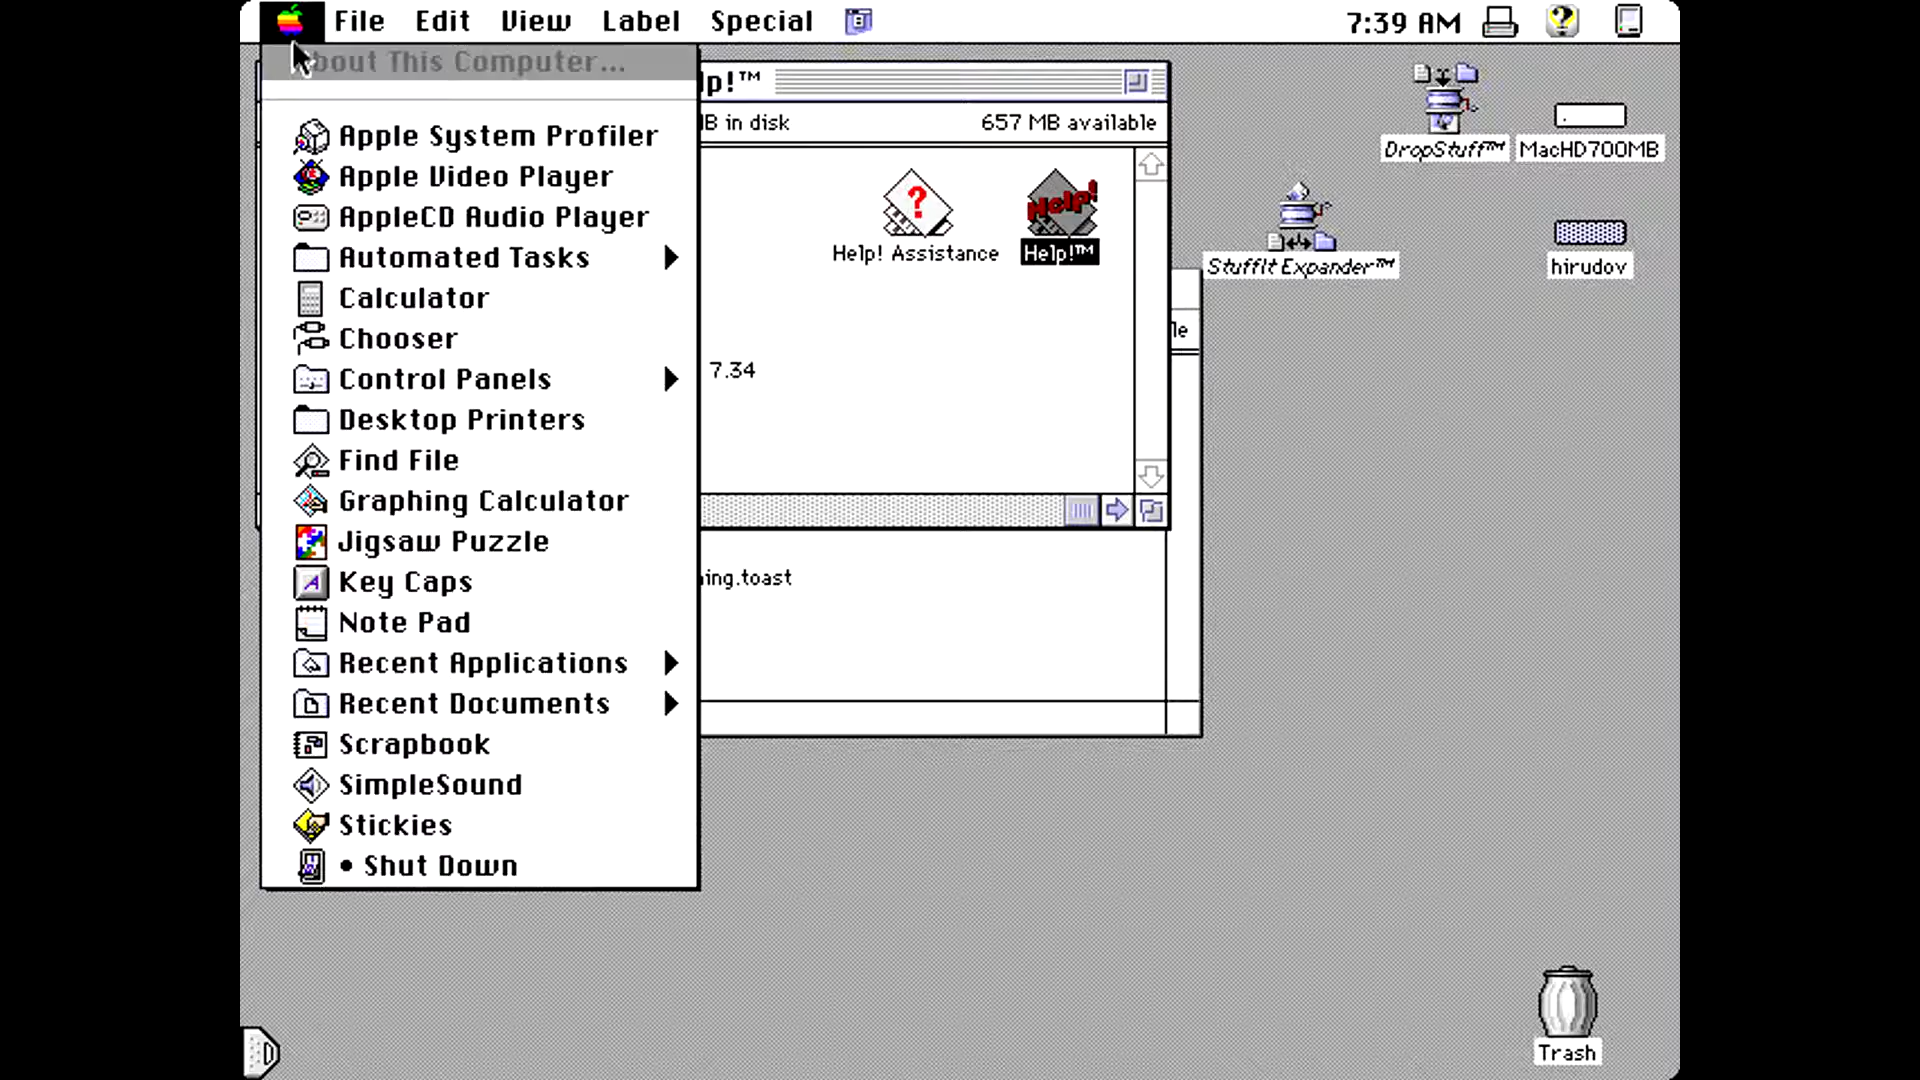 File Edit View Label Special 7:39 AM
About This Computer...
Apple System Profiler
Apple Video Player
AppleCD Audio Player
Automated Tasks
Calculator
Chooser
Control Panels
Desktop Printers
Find File
Graphing Calculator
Jigsaw Puzzle
Key Caps
Note Pad
Recent Applications
Recent Documents
Scrapbook
SimpleSound
Stickies
• Shut Down
p!™
MB in disk 657 MB available
Help! Assistance
Help!™
7.34
le
ing.toast
DropStuff™
MacHD700MB
StuffIt Expander™
hirudov
Trash